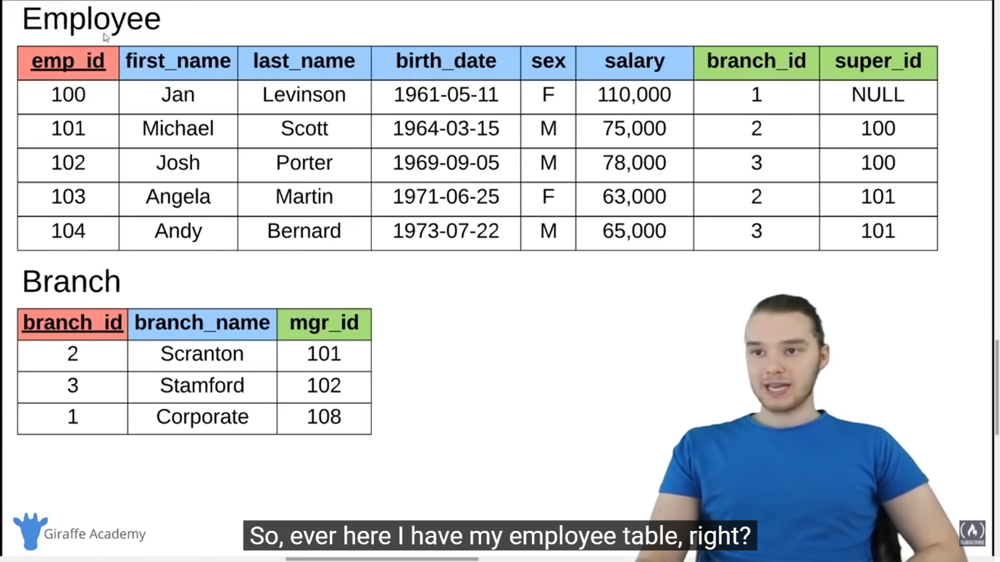 Employee
emp_id first_name last_name birth_date sex salary branch_id super_id
100 Jan Levinson 1961-05-11 F 110,000 1 NULL
101 Michael Scott 1964-03-15 M 75,000 2 100
102 Josh Porter 1969-09-05 M 78,000 3 100
103 Angela Martin 1971-06-25 F 63,000 2 101
104 Andy Bernard 1973-07-22 M 65,000 3 101
Branch
branch_id branch_name mgr_id
2 Scranton 101
3 Stamford 102
1 Corporate 108
Giraffe Academy
So, ever here I have my employee table, right?
SUBSCRIBE